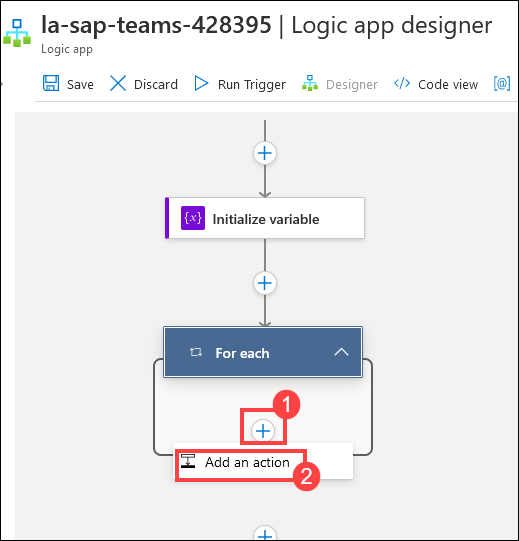 la-sap-teams-428395 | Logic app designer
Logic app
Save Discard Run Trigger Designer </> Code view [@]
{x} Initialize variable
For each
1
Add an action
2